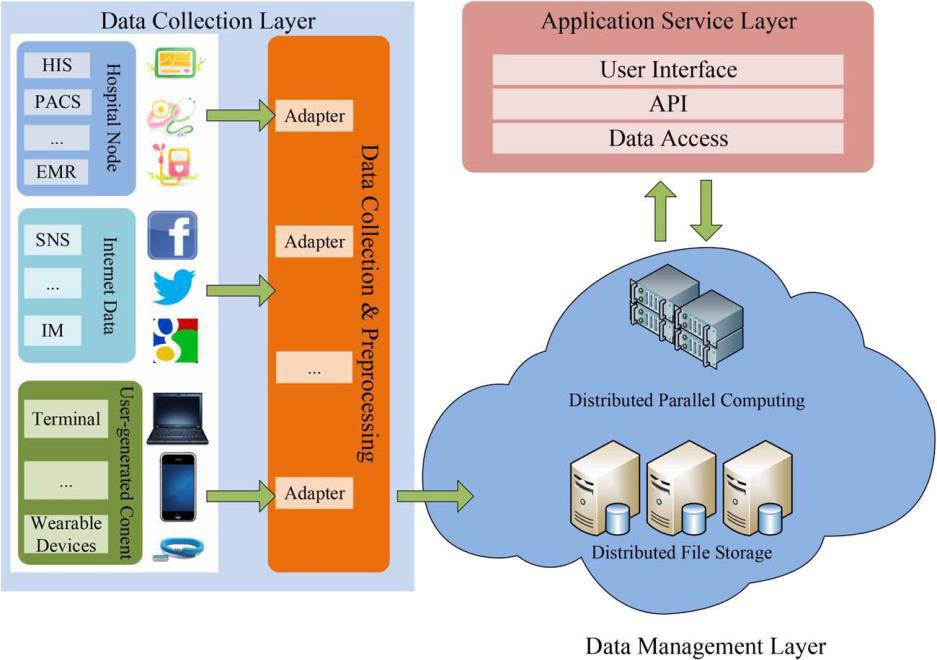 Data Collection Layer
HIS
PACS
...
EMR
Hospital Node
SNS
...
IM
Internet Data
Terminal
...
Wearable
Devices
User-generated Conent
f
Adapter
Adapter
...
Adapter
Data Collection & Preprocessing
Application Service Layer
User Interface
API
Data Access
Distributed Parallel Computing
Distributed File Storage
Data Management Layer